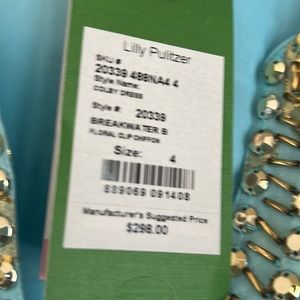 Lilly Pulitzer
SKU #
20339 488NA4 4
Style Name:
COLBY DRESS
Style #: 20339
BREAKWATER B
FLORAL CLIP CHIFFON
Size: 4
889069 091408
Manufacturer's Suggested Price
$298.00